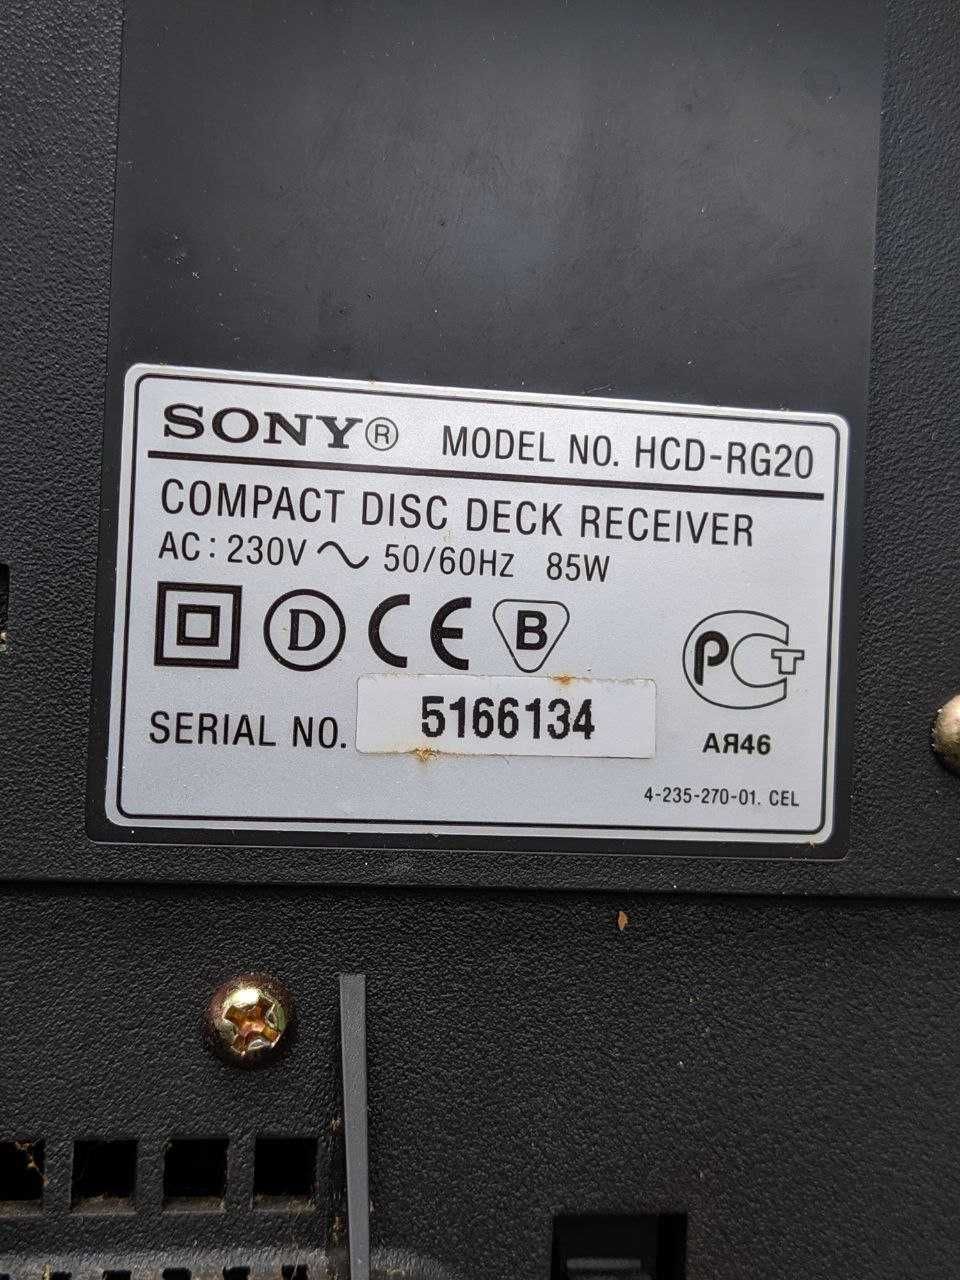 SONY® MODEL NO. HCD-RG20
COMPACT DISC DECK RECEIVER
AC: 230V ~ 50/60Hz 85W
D CE B PCT
SERIAL NO. 5166134
AЯ46
4-235-270-01. CEL